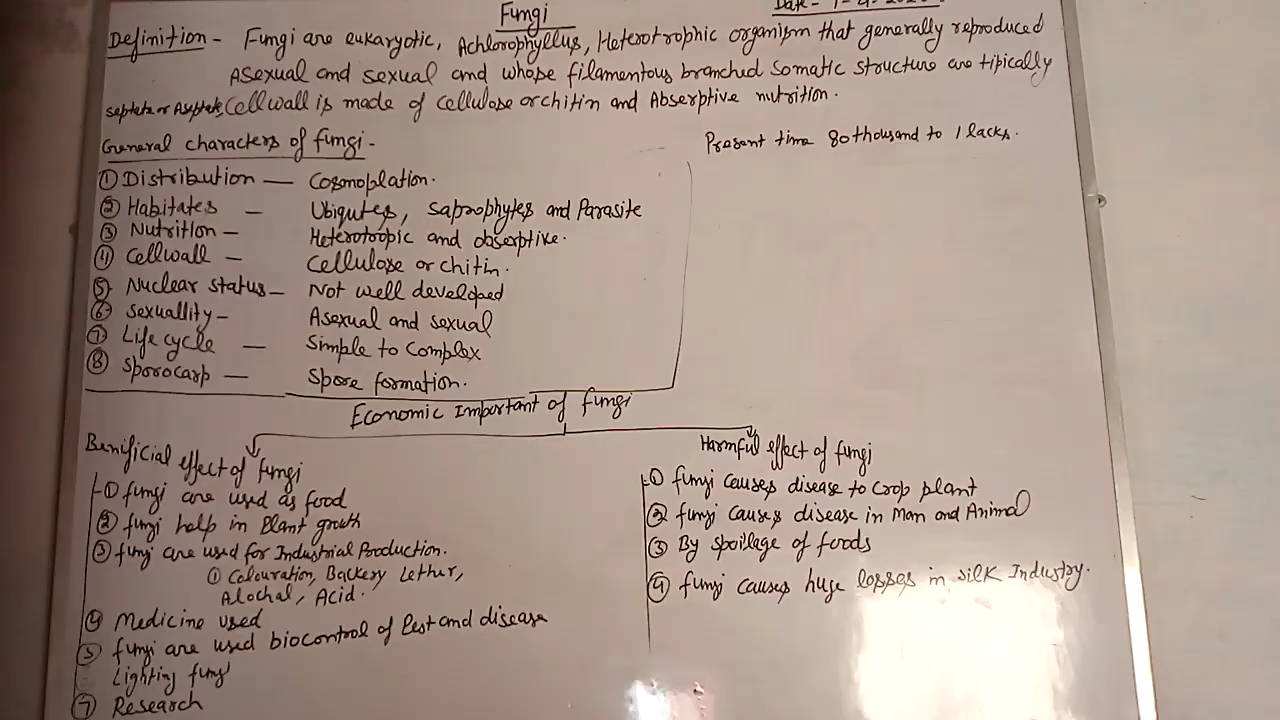 Fungi
Date -
Definition - Fungi are eukaryotic, Achlorophyllus, Heterotrophic organism that generally reproduced
Asexual and sexual and whose filamentous branched somatic structure are tipically
septate or Aseptate, Cell wall is made of cellulose or chitin and Abserptive nutrition.
General characters of fungi -
Present time 80 thousand to 1 lacks.
① Distribution — Cosmoplation.
② Habitates — Ubiqutes, saprophytes and Parasite
③ Nutrition — Heterotropic and obserptive.
④ Cellwall — Cellulose or chitin.
⑤ Nuclear status — Not well developed
⑥ sexuallity — Asexual and sexual
⑦ Life cycle — Simple to Complex
⑧ Sporocarp — Spore formation.
Economic Important of fungi
Benificial effect of fungi
① fungi are used as food
② fungi help in Plant growth
③ fungi are used for Industrial Production.
① Colouration, Backery Lether,
Alochal, Acid.
④ Medicine used
⑤ fungi are used biocontrol of Pest and disease
Lighting fungi
⑦ Research
Harmful effect of fungi
① fungi causes disease to crop plant
② fungi causes disease in Man and Animal
③ By spoilage of foods
④ fungi causes huge losses in silk Industry.